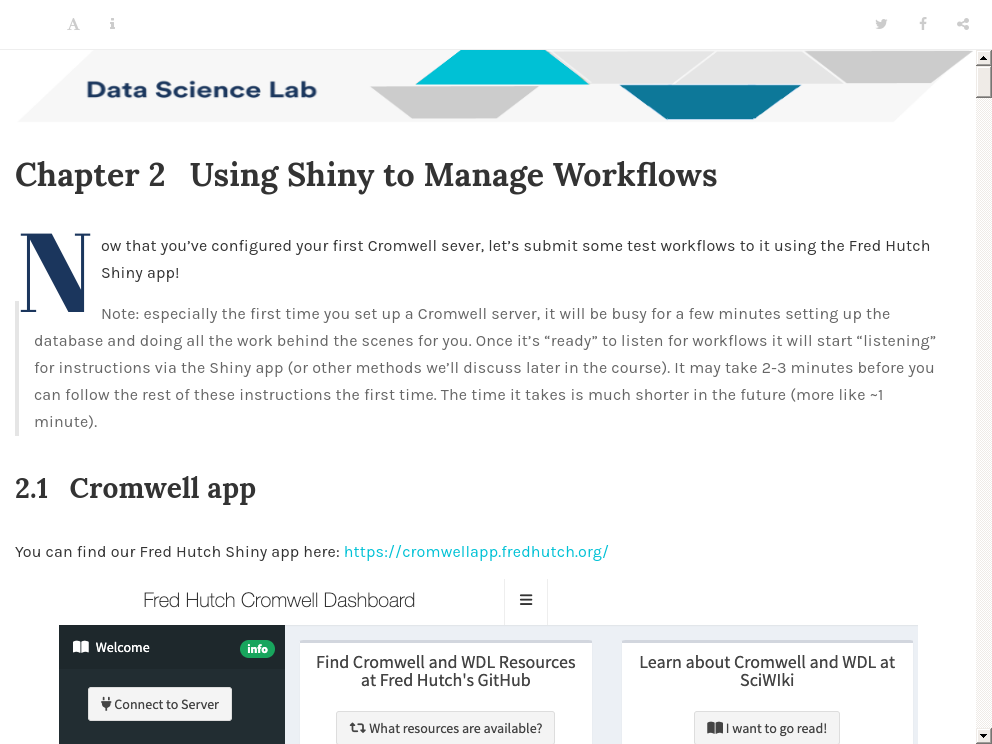 A i
Data Science Lab
Chapter 2 Using Shiny to Manage Workflows
Now that you’ve configured your first Cromwell sever, let’s submit some test workflows to it using the Fred Hutch
Shiny app!
Note: especially the first time you set up a Cromwell server, it will be busy for a few minutes setting up the
database and doing all the work behind the scenes for you. Once it’s “ready” to listen for workflows it will start “listening”
for instructions via the Shiny app (or other methods we’ll discuss later in the course). It may take 2-3 minutes before you
can follow the rest of these instructions the first time. The time it takes is much shorter in the future (more like ~1
minute).
2.1 Cromwell app
You can find our Fred Hutch Shiny app here: https://cromwellapp.fredhutch.org/
Fred Hutch Cromwell Dashboard
Welcome info
Connect to Server
Find Cromwell and WDL Resources
at Fred Hutch's GitHub
What resources are available?
Learn about Cromwell and WDL at
SciWIki
I want to go read!